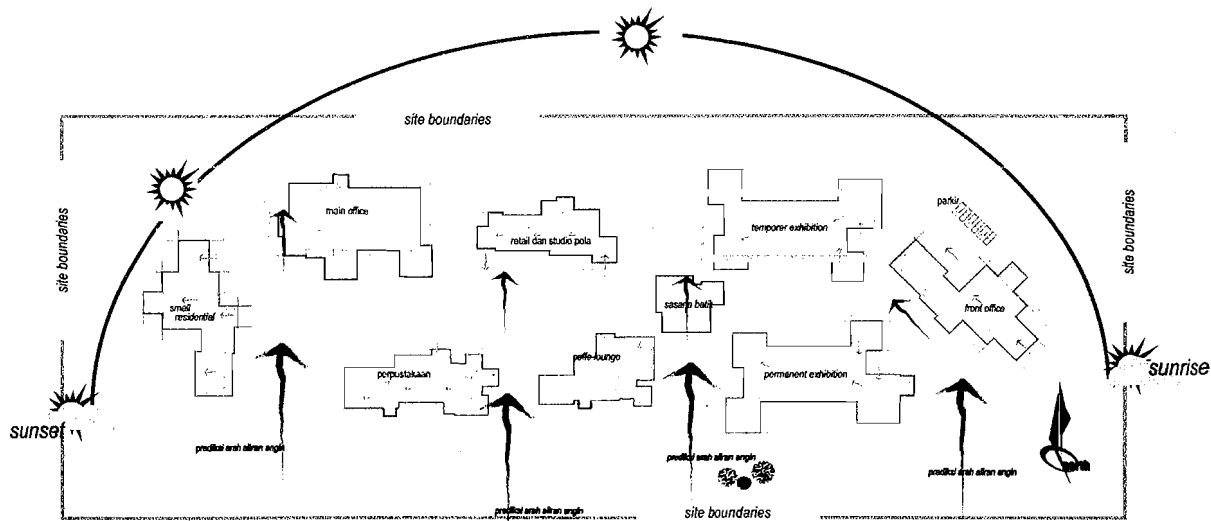 site boundaries
site boundaries
site boundaries
main office
retail dan studio pola
temporer exhibition
parkir
small
residential
sasana batik
front office
perpustakaan
caffe lounge
permanent exhibition
sunrise
sunset
north
prediksi arah aliran angin
prediksi arah aliran angin
prediksi arah aliran angin
prediksi arah aliran angin
site boundaries